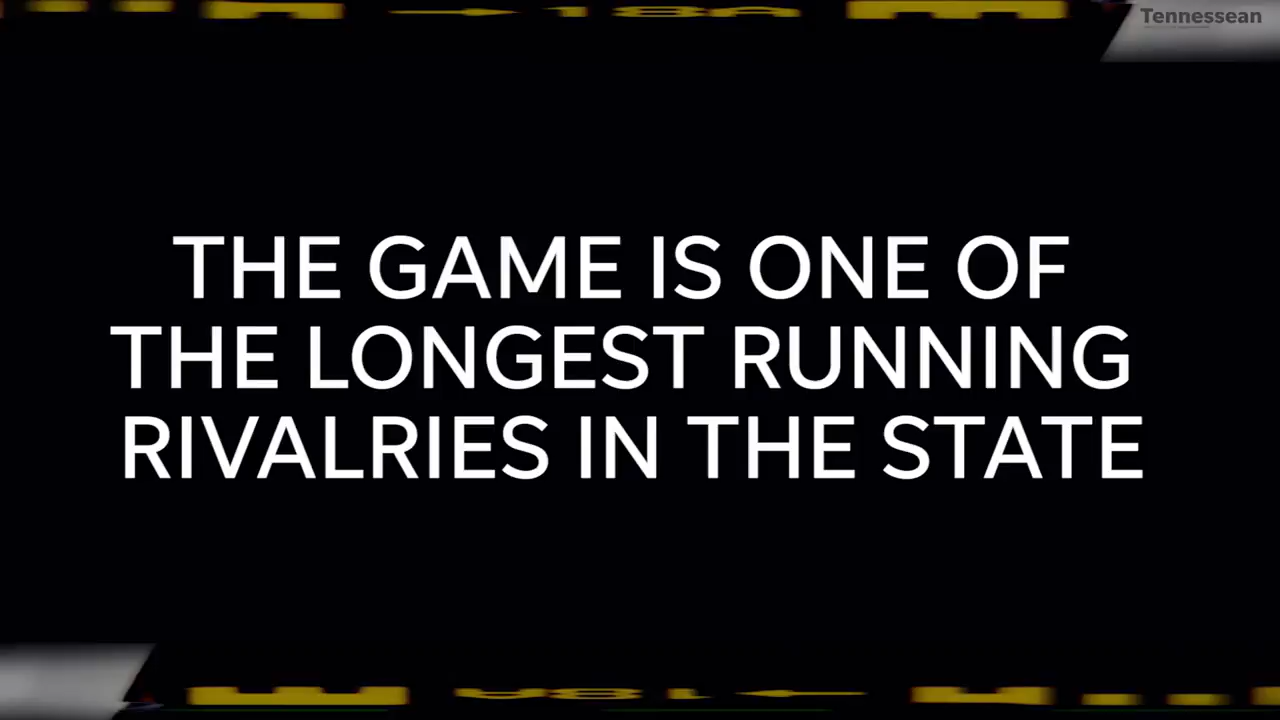 Tennessean
THE GAME IS ONE OF
THE LONGEST RUNNING
RIVALRIES IN THE STATE